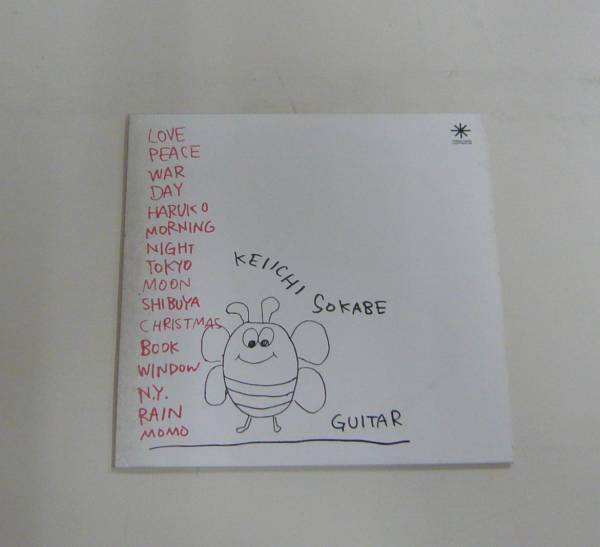 LOVE
PEACE
WAR
DAY
HARUKO
MORNING
NIGHT
TOKYO
MOON
SHIBUYA
CHRISTMAS
BOOK
WINDOW
N.Y.
RAIN
MOMO
KEIICHI
SOKABE
GUITAR